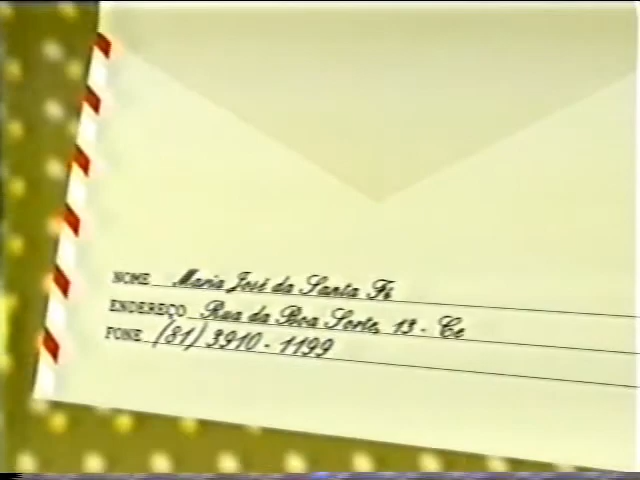 NOME Maria José da Santa Fé
ENDEREÇO Rua da Boa Sorte, 13 - Ce
FONE (81) 3910-1199